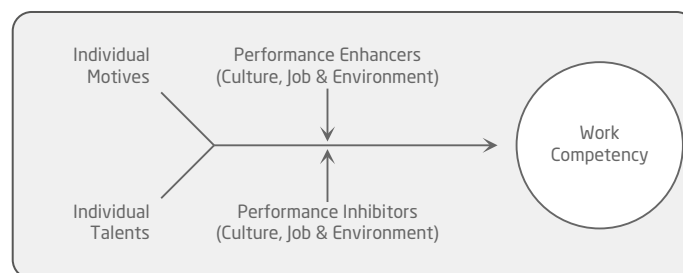 Individual
Motives
Performance Enhancers
(Culture, Job & Environment)
Work
Competency
Individual
Talents
Performance Inhibitors
(Culture, Job & Environment)